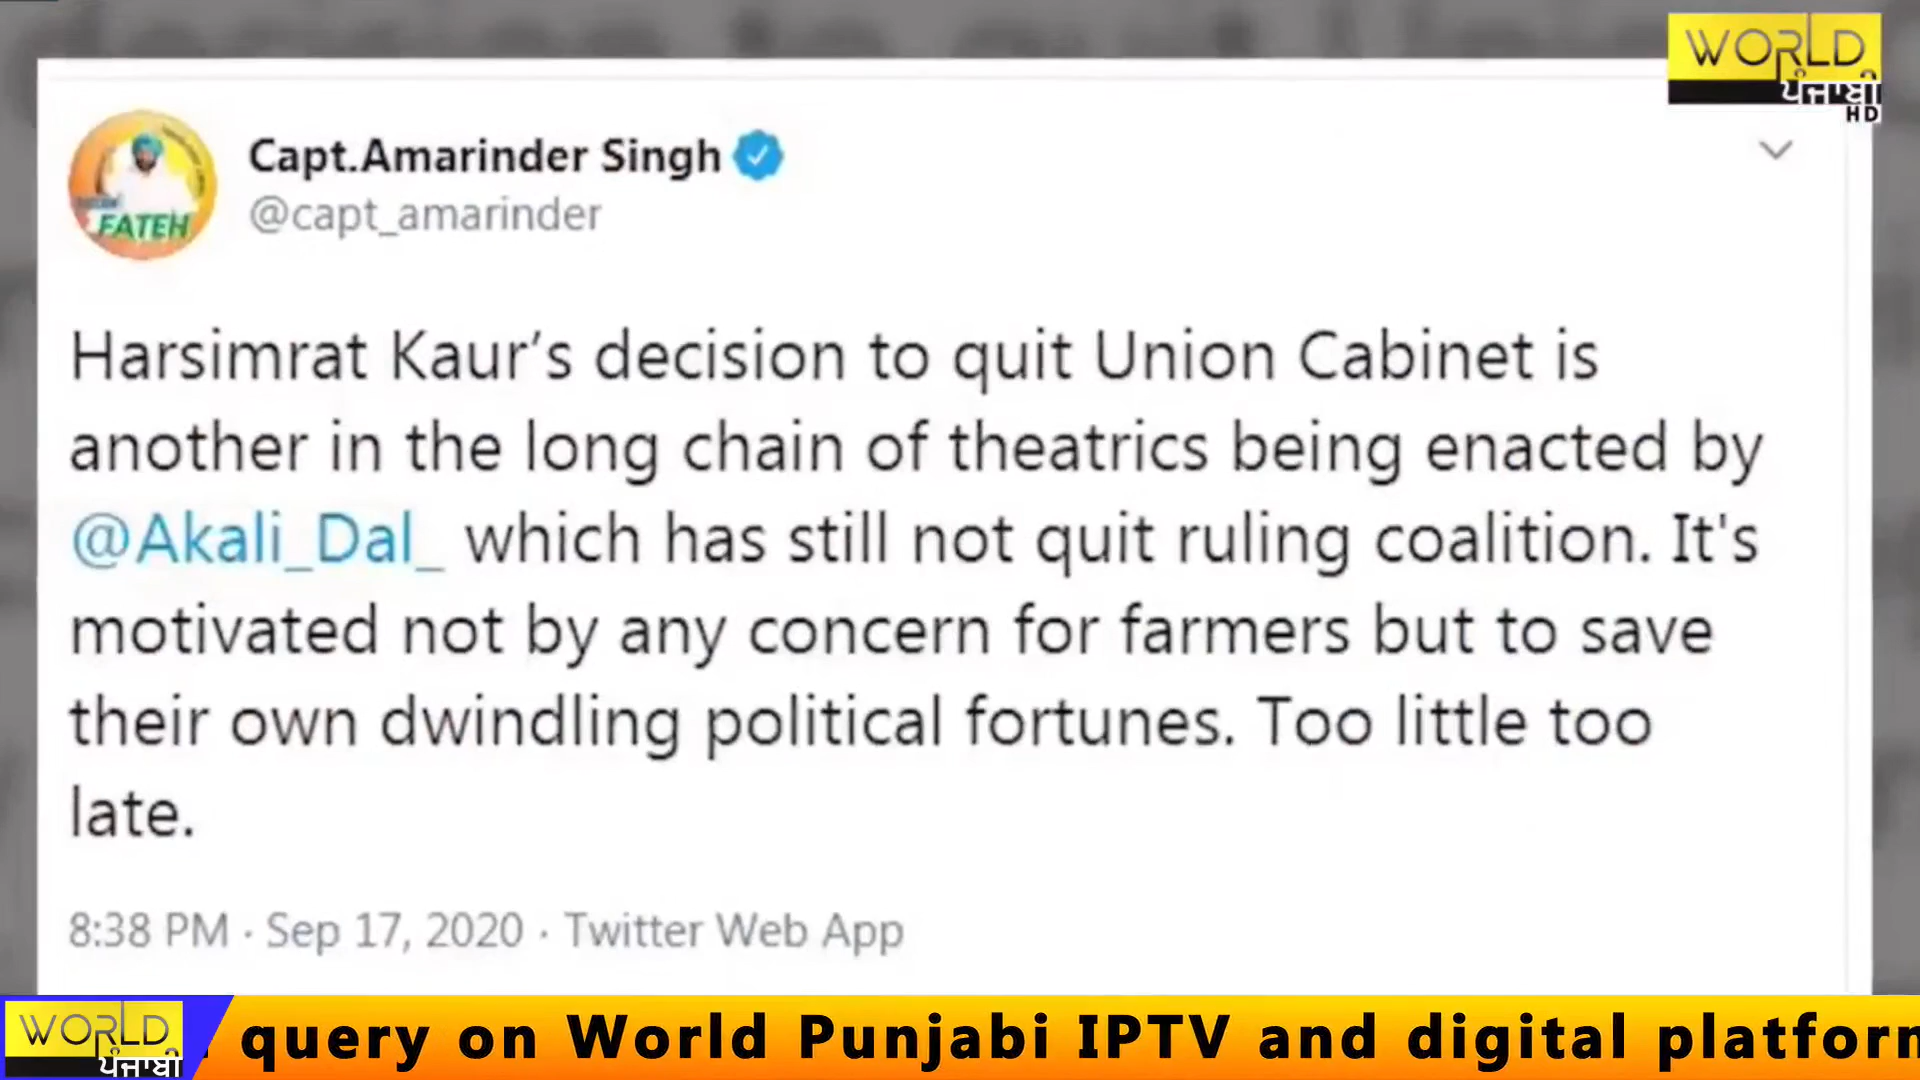 WORLD
ਪੰਜਾਬੀ
HD
Capt.Amarinder Singh
@capt_amarinder
FATEH
Harsimrat Kaur’s decision to quit Union Cabinet is
another in the long chain of theatrics being enacted by
@Akali_Dal_ which has still not quit ruling coalition. It's
motivated not by any concern for farmers but to save
their own dwindling political fortunes. Too little too
late.
8:38 PM · Sep 17, 2020 · Twitter Web App
WORLD
ਪੰਜਾਬੀ
query on World Punjabi IPTV and digital platform